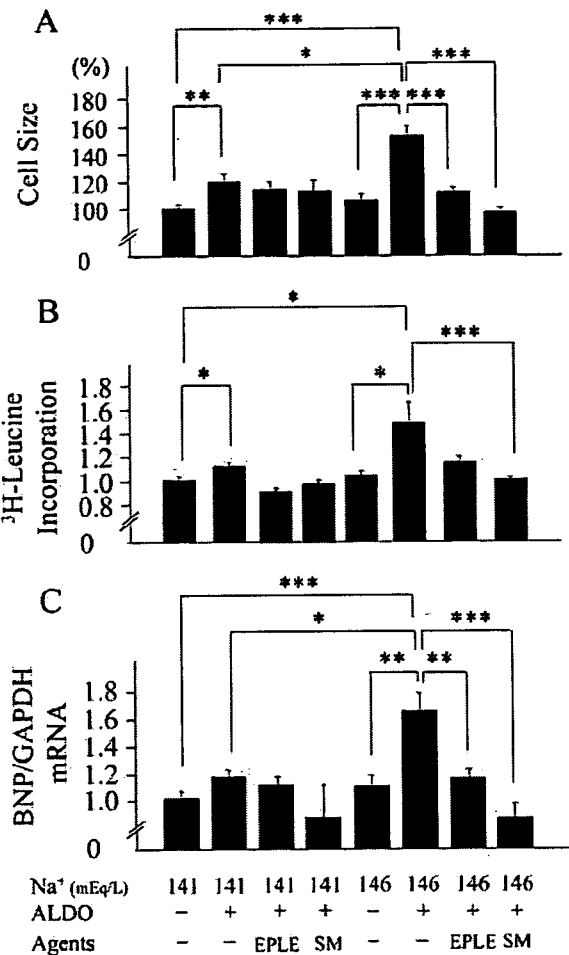 A
***
(%)
* ***
** *** ***
180
160
140
120
100
0
Cell Size
B
*
***
* *
1.8
1.6
1.4
1.2
1.0
0.8
0
³H-Leucine
Incorporation
C
***
* ***
** **
1.8
1.6
1.4
1.2
1.0
0
BNP/GAPDH
mRNA
Na⁺ (mEq/L) 141 141 141 141 146 146 146 146
ALDO − + + + − + + +
Agents − − EPLE SM − − EPLE SM